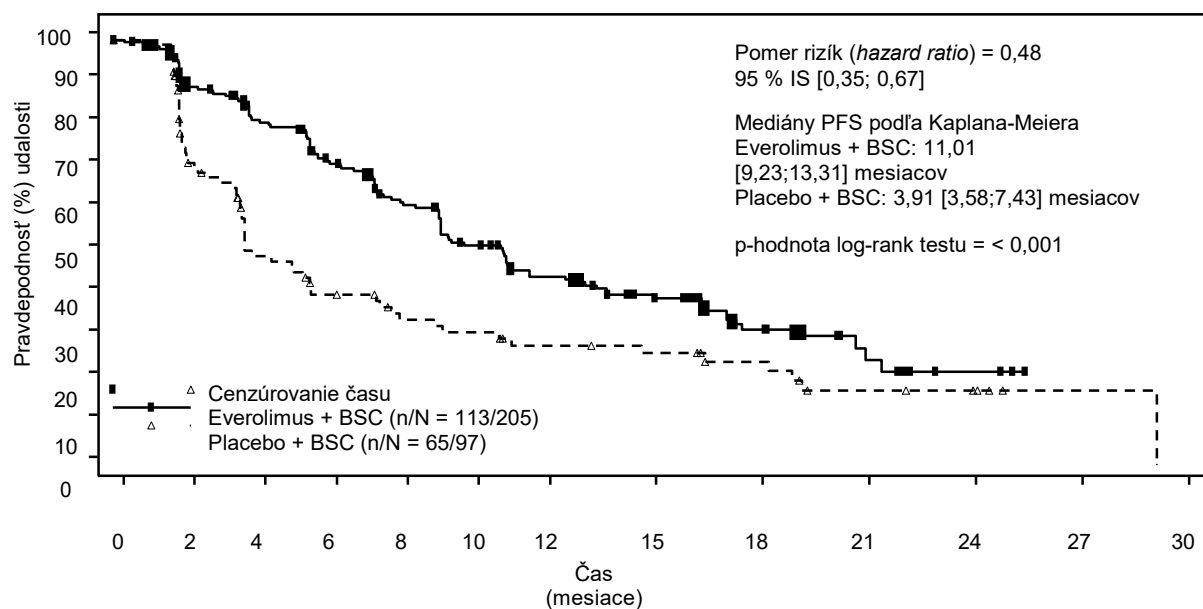 Pravdepodnosť (%) udalosti
100
90
80
70
60
50
40
30
20
10
0
Pomer rizík (hazard ratio) = 0,48
95 % IS [0,35; 0,67]
Mediány PFS podľa Kaplana-Meiera
Everolimus + BSC: 11,01
[9,23;13,31] mesiacov
Placebo + BSC: 3,91 [3,58;7,43] mesiacov
p-hodnota log-rank testu = < 0,001
Cenzúrovanie času
Everolimus + BSC (n/N = 113/205)
Placebo + BSC (n/N = 65/97)
0 2 4 6 8 10 12 15 18 21 24 27 30
Čas
(mesiace)